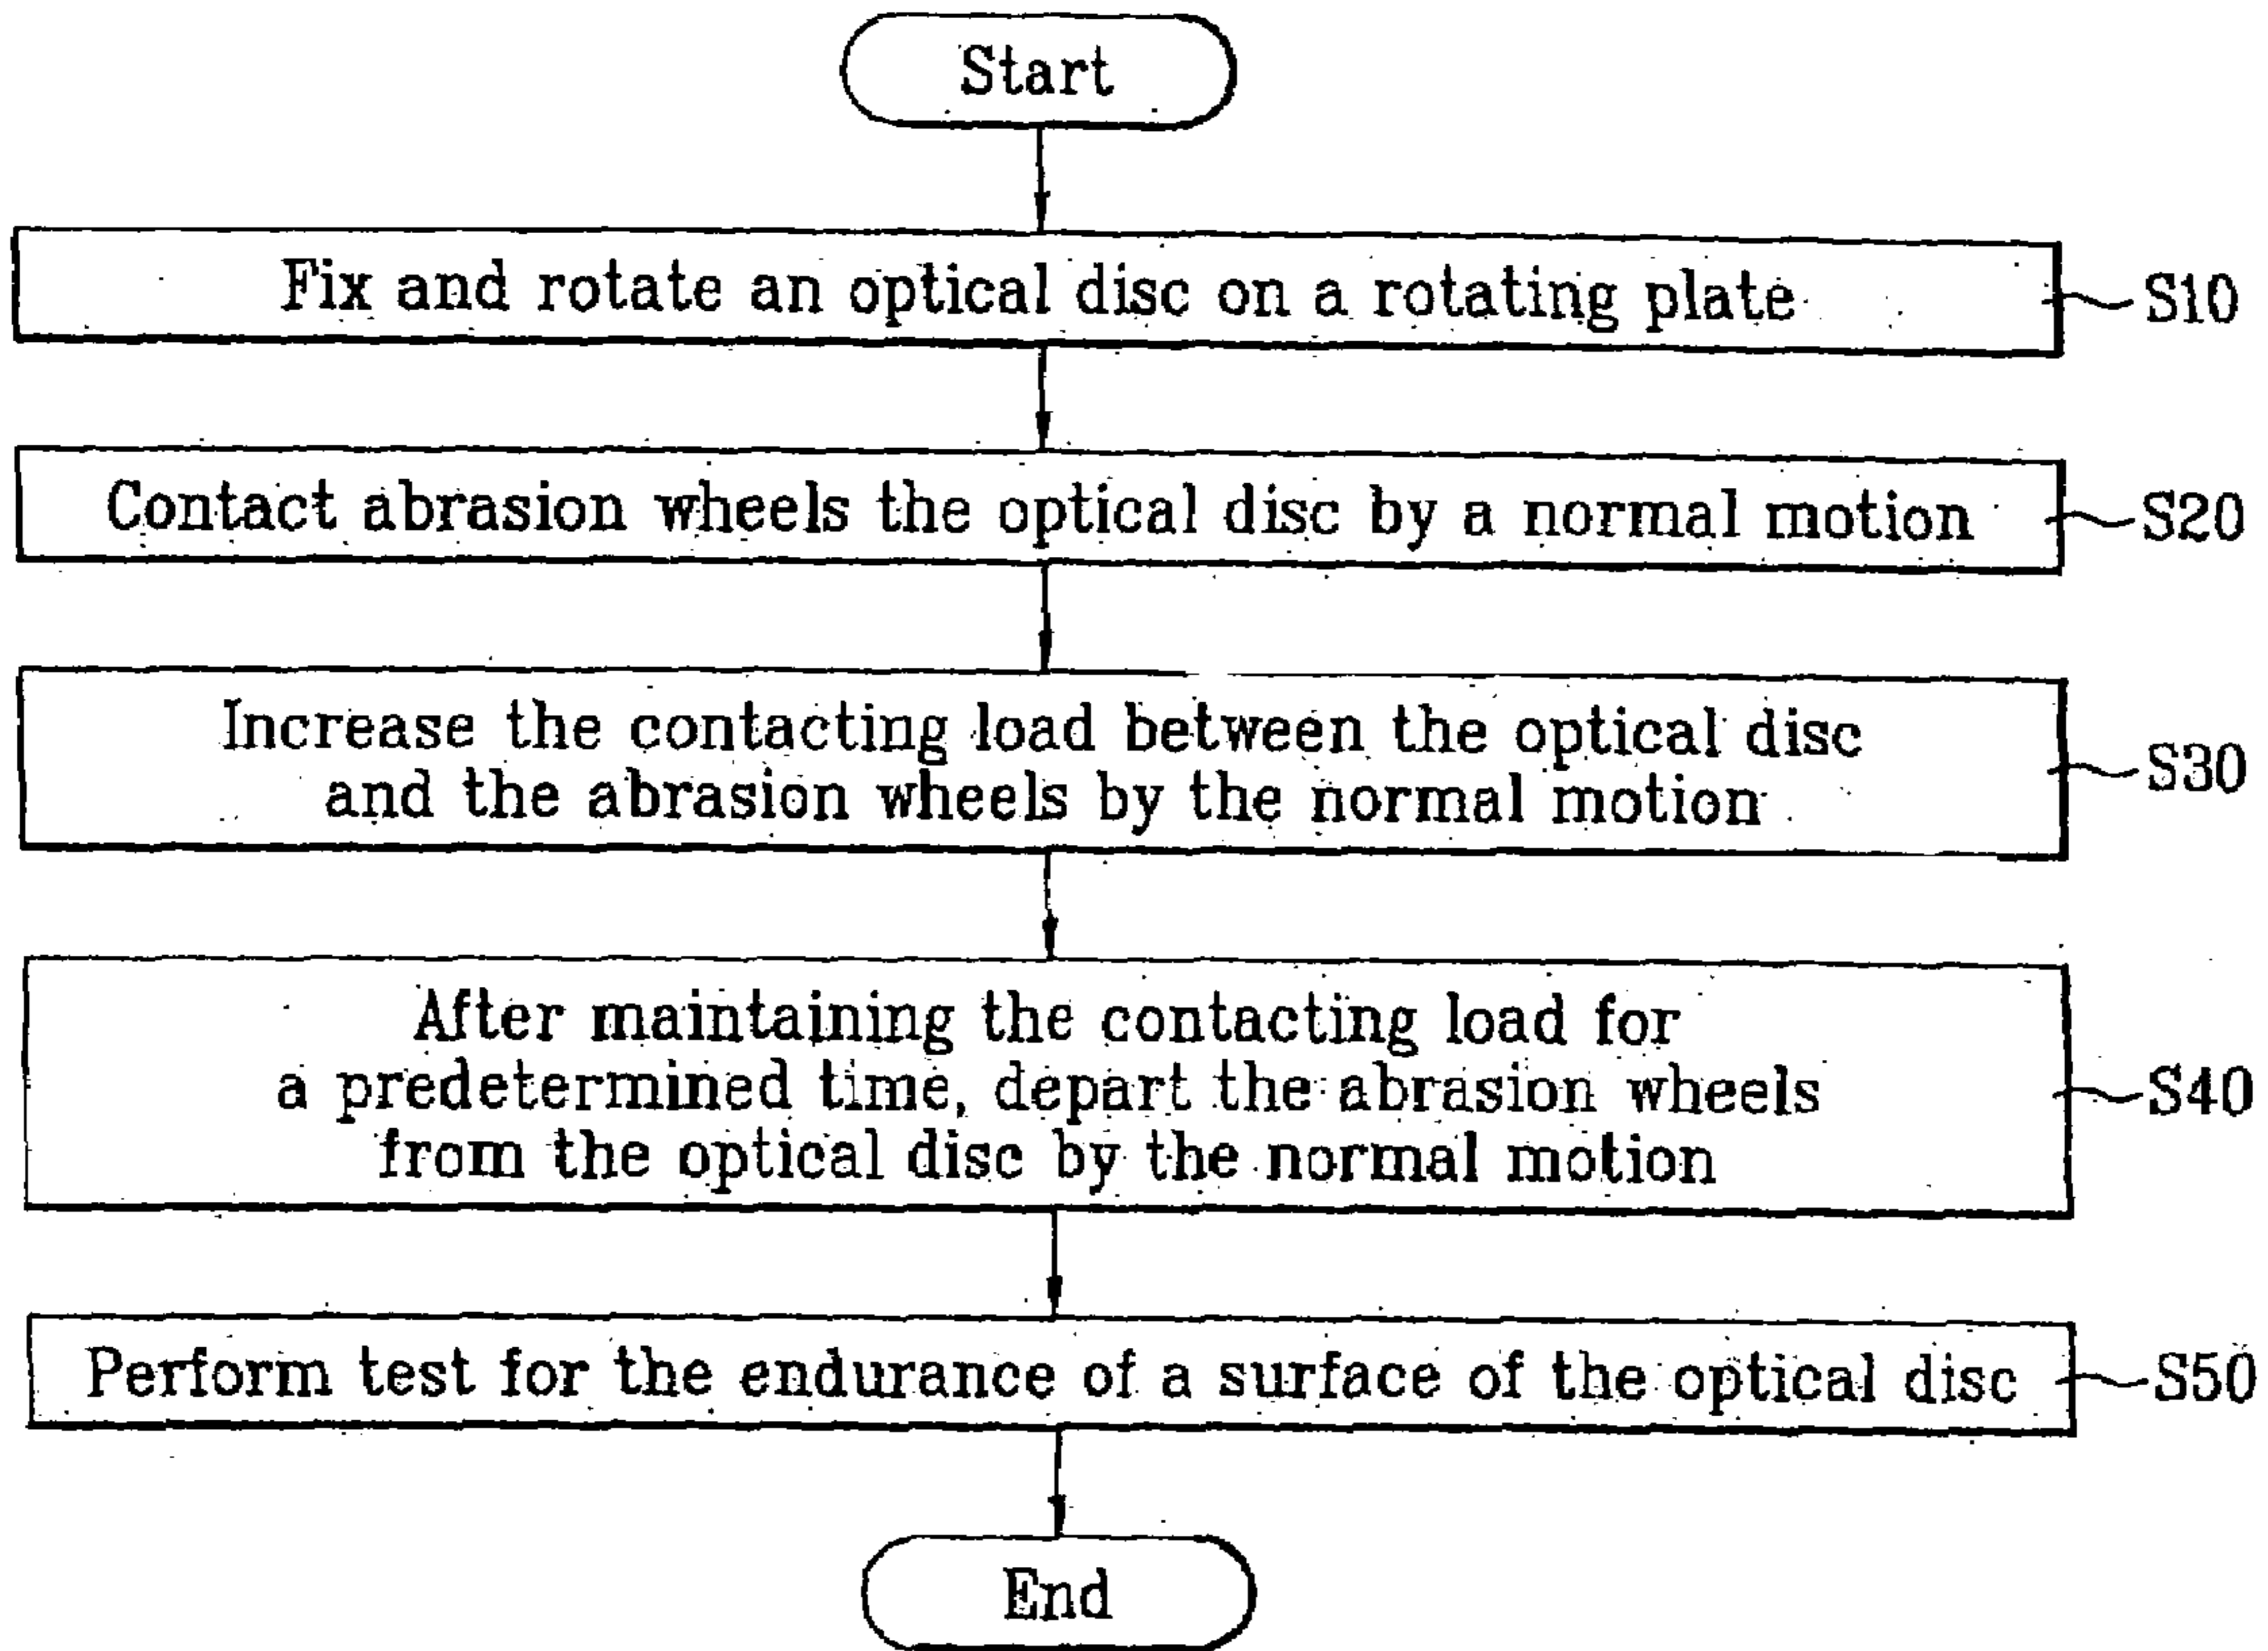 Start
Fix and rotate an optical disc on a rotating plate
S10
Contact abrasion wheels the optical disc by a normal motion
S20
Increase the contacting load between the optical disc
and the abrasion wheels by the normal motion
S30
After maintaining the contacting load for
a predetermined time, depart the abrasion wheels
from the optical disc by the normal motion
S40
Perform test for the endurance of a surface of the optical disc
S50
End